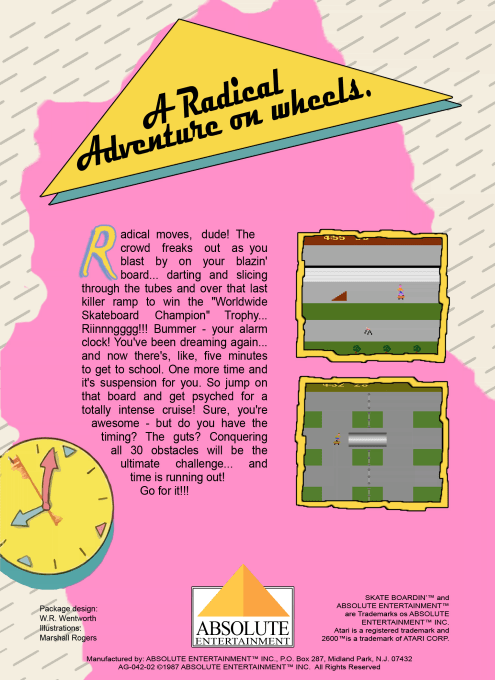 A Radical
Adventure on wheels.
Radical moves, dude! The
crowd freaks out as you
blast by on your blazin'
board... darting and slicing
through the tubes and over that last
killer ramp to win the "Worldwide
Skateboard Champion" Trophy...
Riinnngggg!!! Bummer - your alarm
clock! You've been dreaming again...
and now there's, like, five minutes
to get to school. One more time and
it's suspension for you. So jump on
that board and get psyched for a
totally intense cruise! Sure, you're
awesome - but do you have the
timing? The guts? Conquering
all 30 obstacles will be the
ultimate challenge... and
time is running out!
Go for it!!!
Package design:
W.R. Wentworth
Illustrations:
Marshall Rogers
ABSOLUTE
ENTERTAINMENT
SKATE BOARDIN'™ and
ABSOLUTE ENTERTAINMENT™
are Trademarks os ABSOLUTE
ENTERTAINMENT™ INC.
Atari is a registered trademark and
2600™is a trademark of ATARI CORP.
Manufactured by: ABSOLUTE ENTERTAINMENT™ INC., P.O. Box 287, Midland Park, N.J. 07432
AG-042-02 ©1987 ABSOLUTE ENTERTAINMENT™ INC. All Rights Reserved